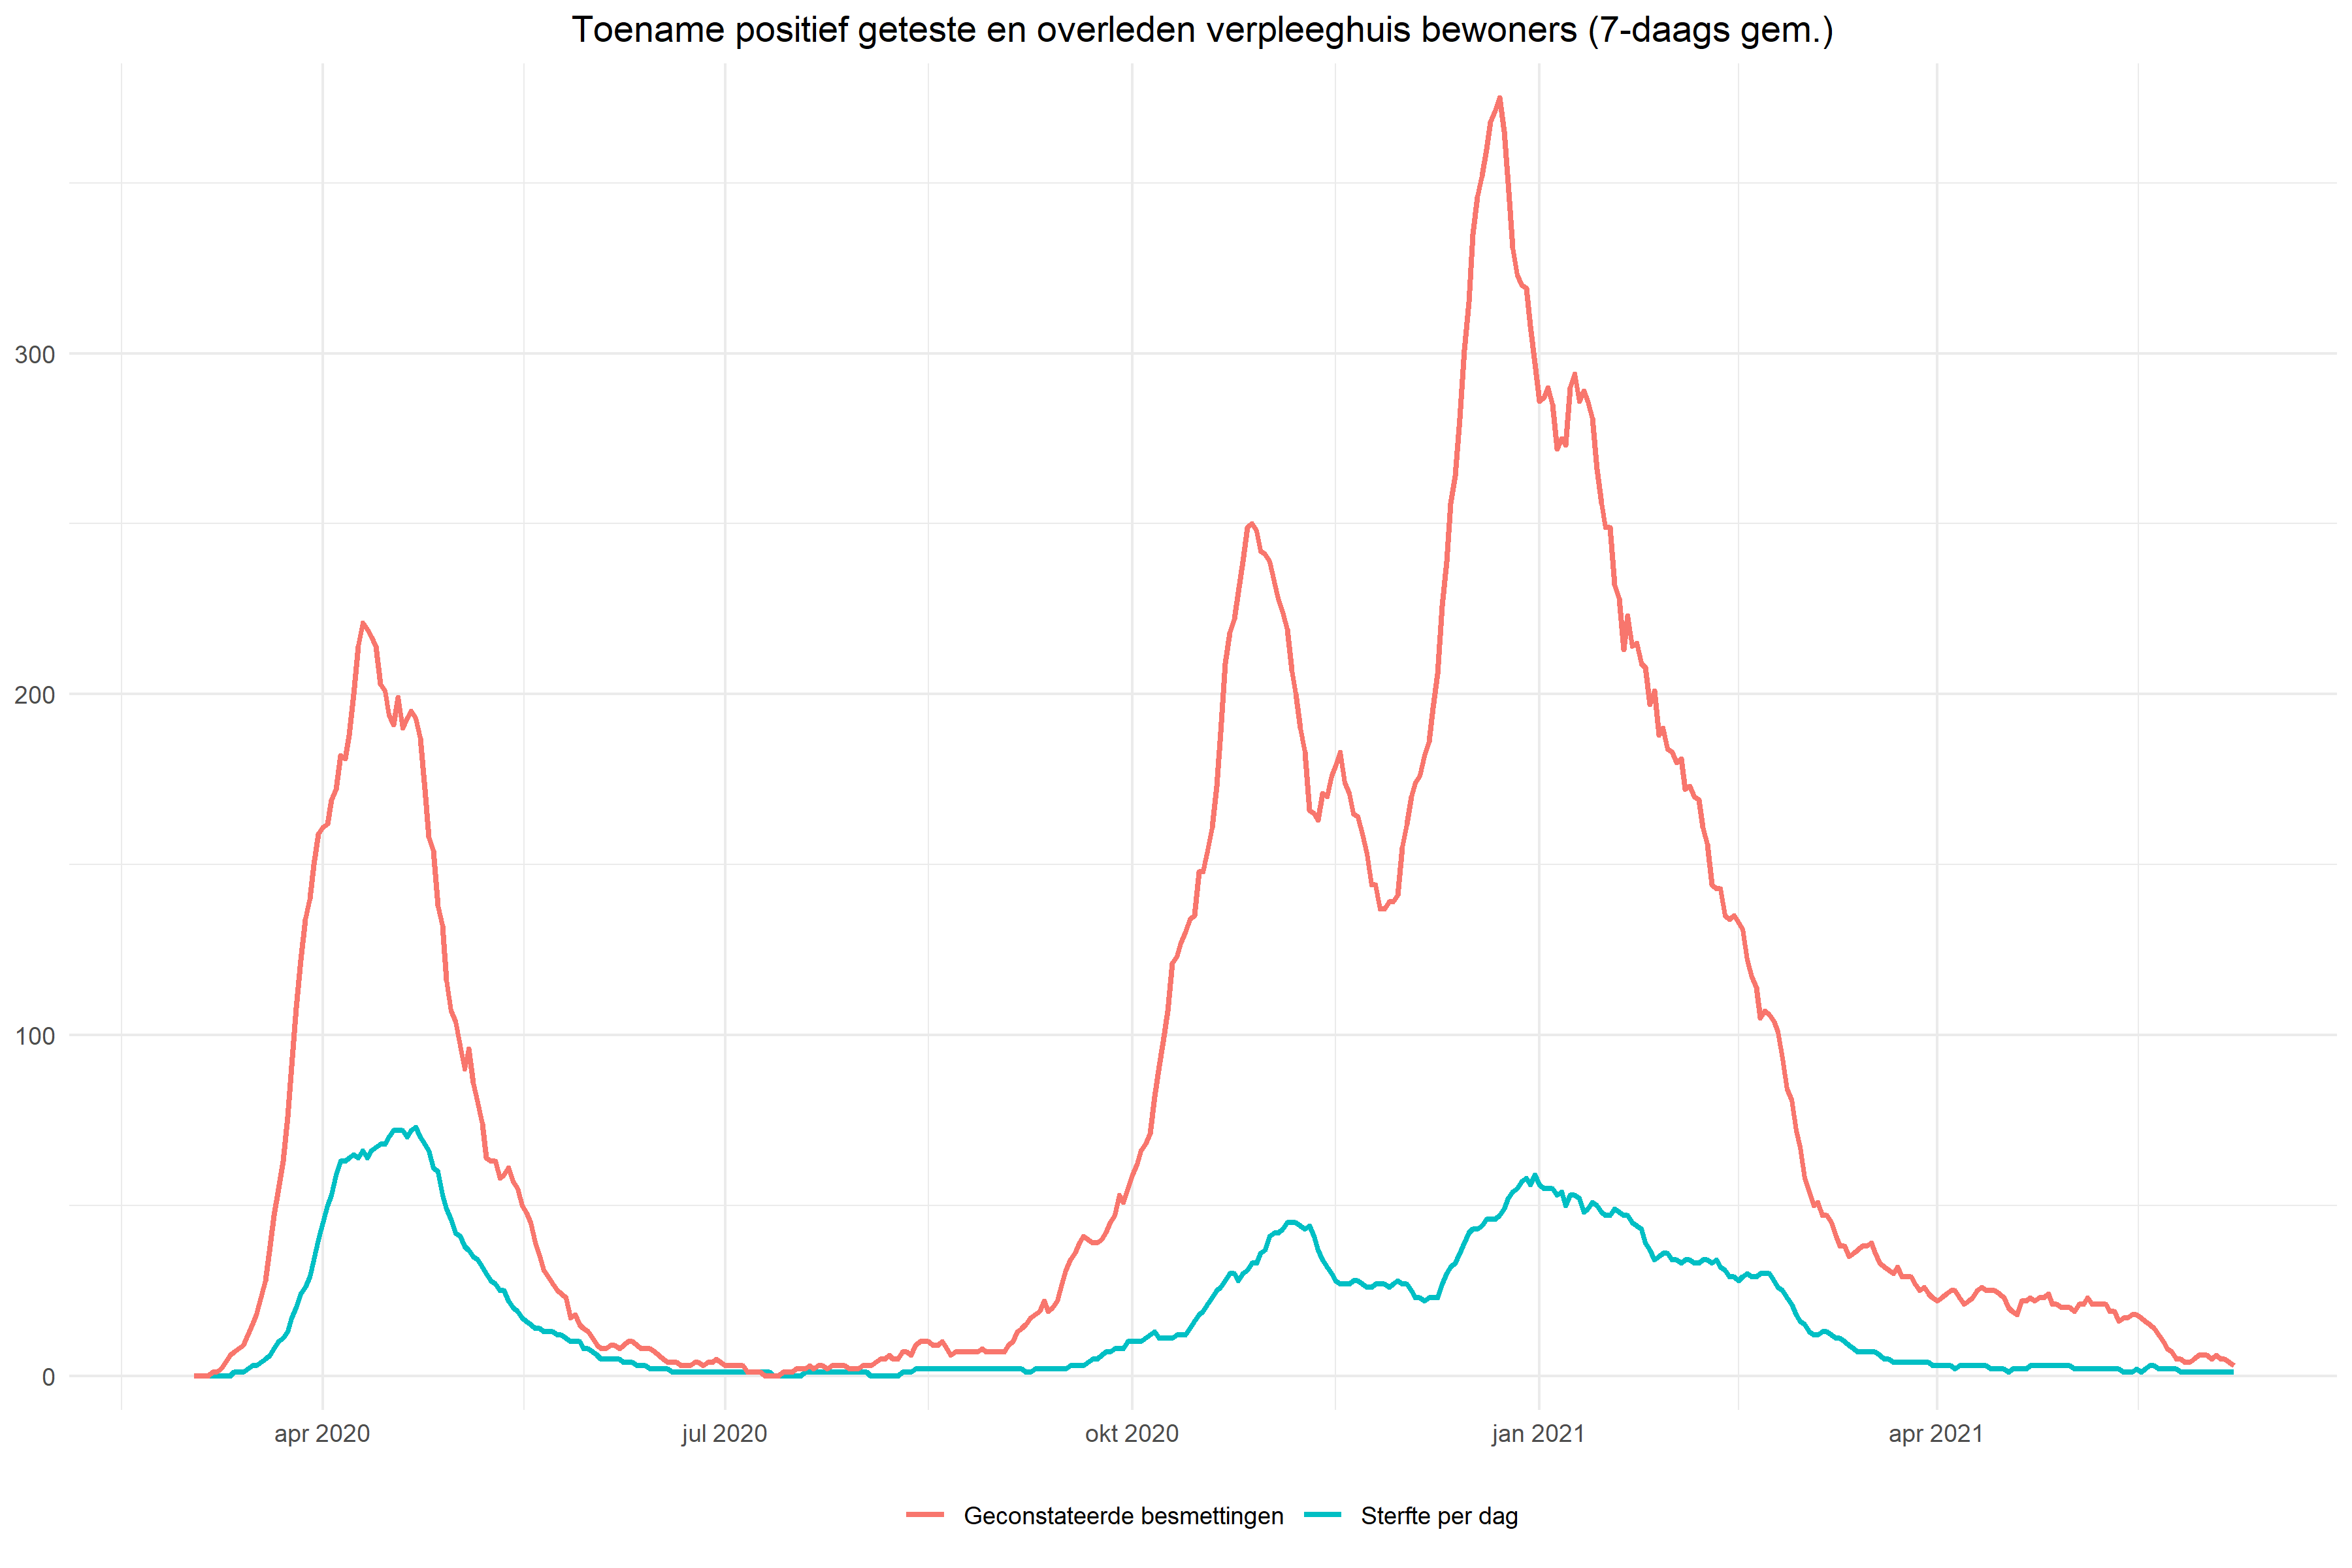 Toename positief geteste en overleden verpleeghuis bewoners (7-daags gem.)
300
200
100
0
apr 2020 jul 2020 okt 2020 jan 2021 apr 2021
Geconstateerde besmettingen Sterfte per dag